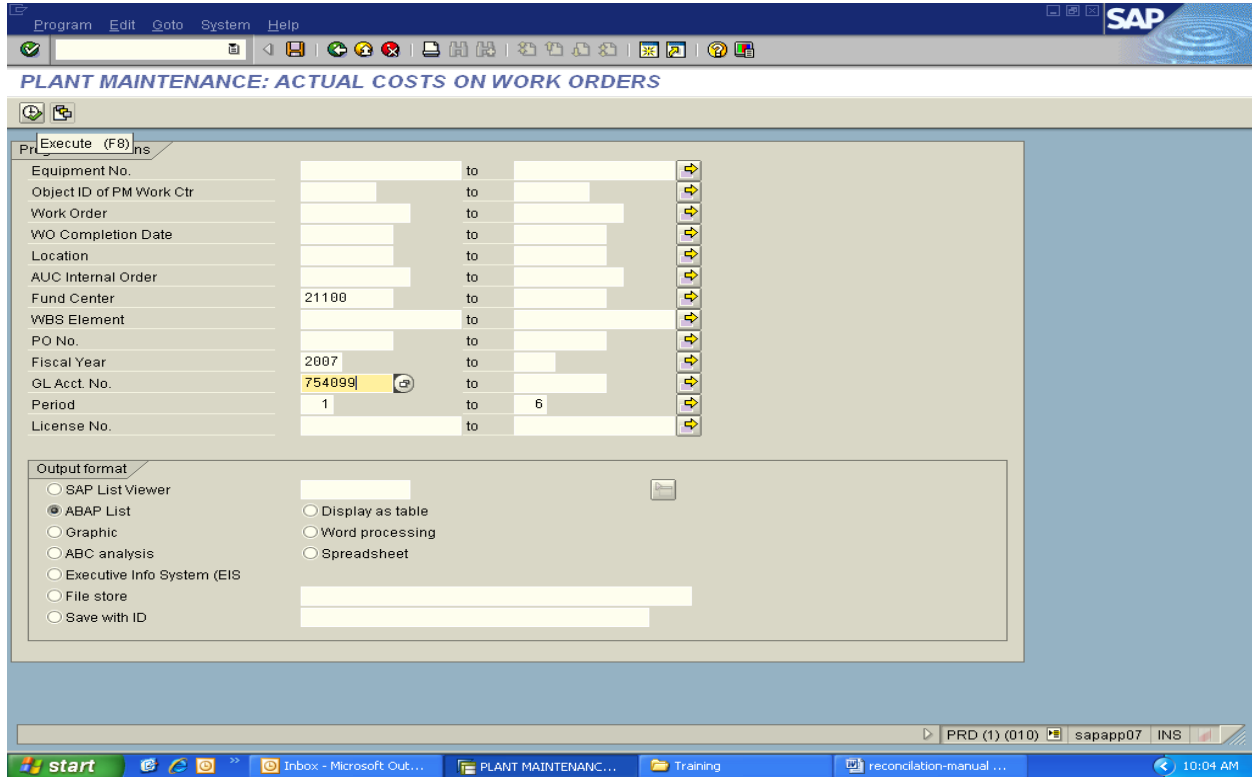 Program Edit Goto System Help
SAP
PLANT MAINTENANCE: ACTUAL COSTS ON WORK ORDERS
Execute (F8)
Pr ns
Equipment No. to
Object ID of PM Work Ctr to
Work Order to
WO Completion Date to
Location to
AUC Internal Order to
Fund Center 21100 to
WBS Element to
PO No. to
Fiscal Year 2007 to
GL Acct. No. 754099 to
Period 1 to 6
License No. to
Output format
SAP List Viewer
ABAP List Display as table
Graphic Word processing
ABC analysis Spreadsheet
Executive Info System (EIS
File store
Save with ID
PRD (1) (010) sapapp07 INS
start Inbox - Microsoft Out... PLANT MAINTENANC... Training reconcilation-manual ... 10:04 AM